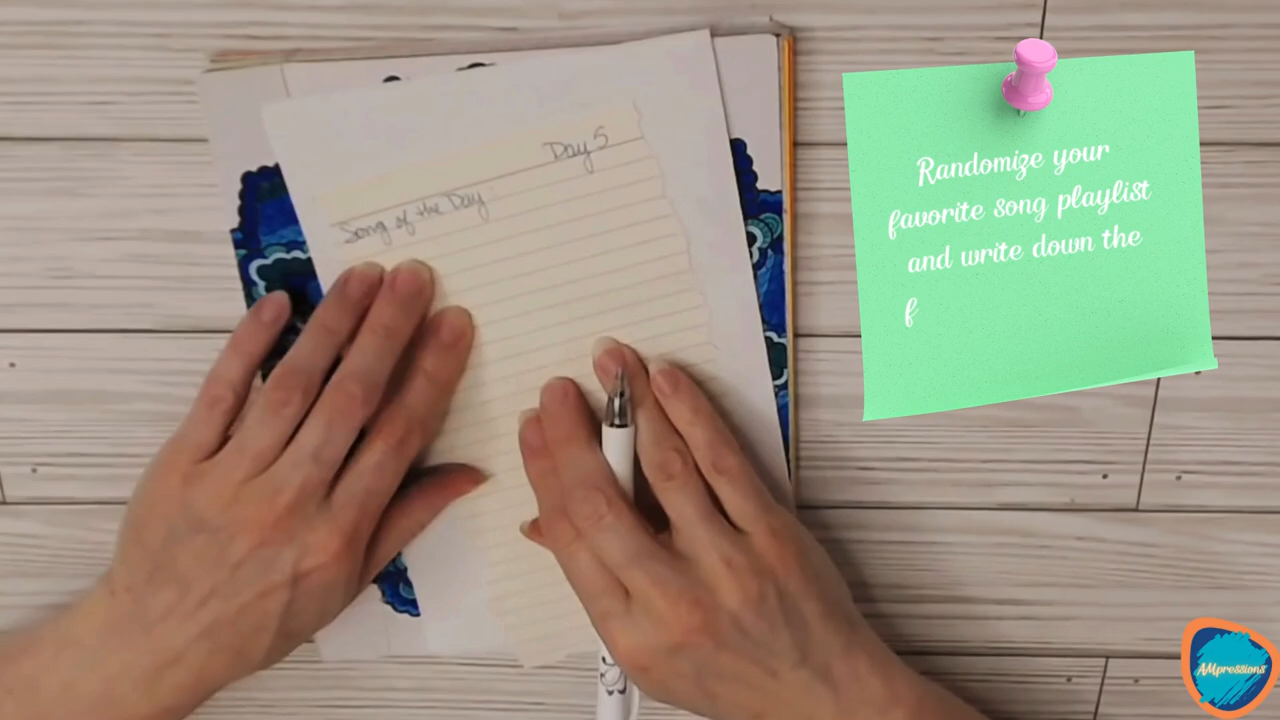 Day 5
Song of the Day
Randomize your
favorite song playlist
and write down the
f
AMpressions